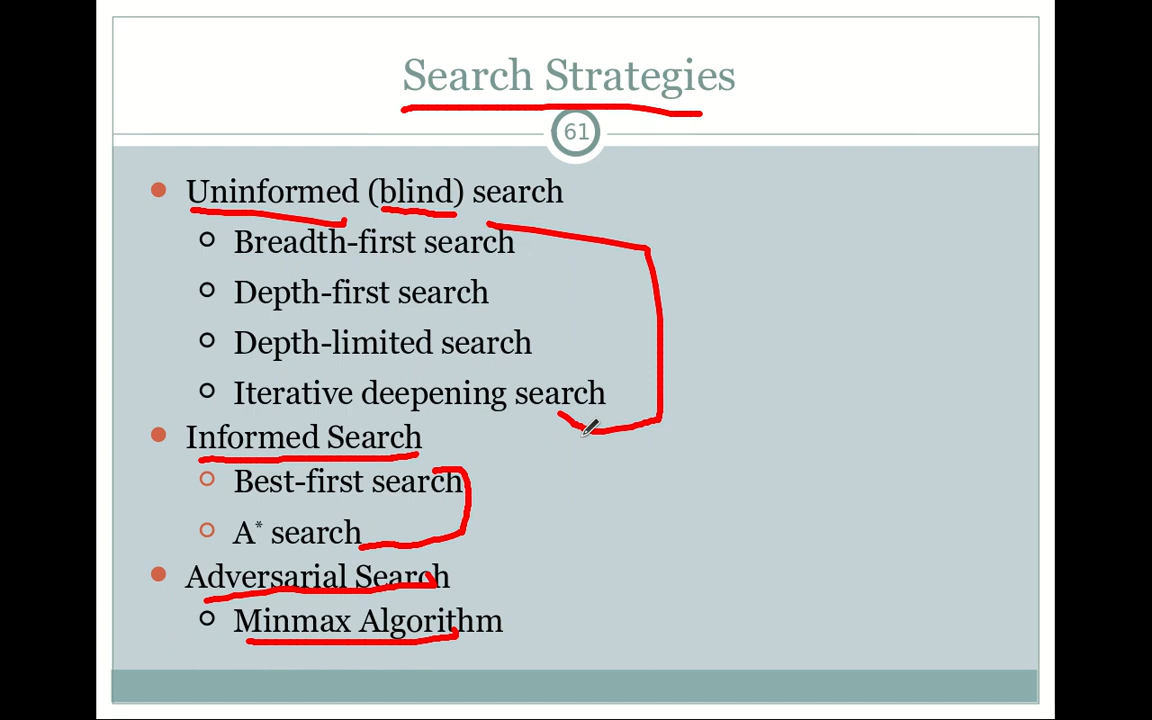 Search Strategies
61
Uninformed (blind) search
Breadth-first search
Depth-first search
Depth-limited search
Iterative deepening search
Informed Search
Best-first search
A* search
Adversarial Search
Minmax Algorithm